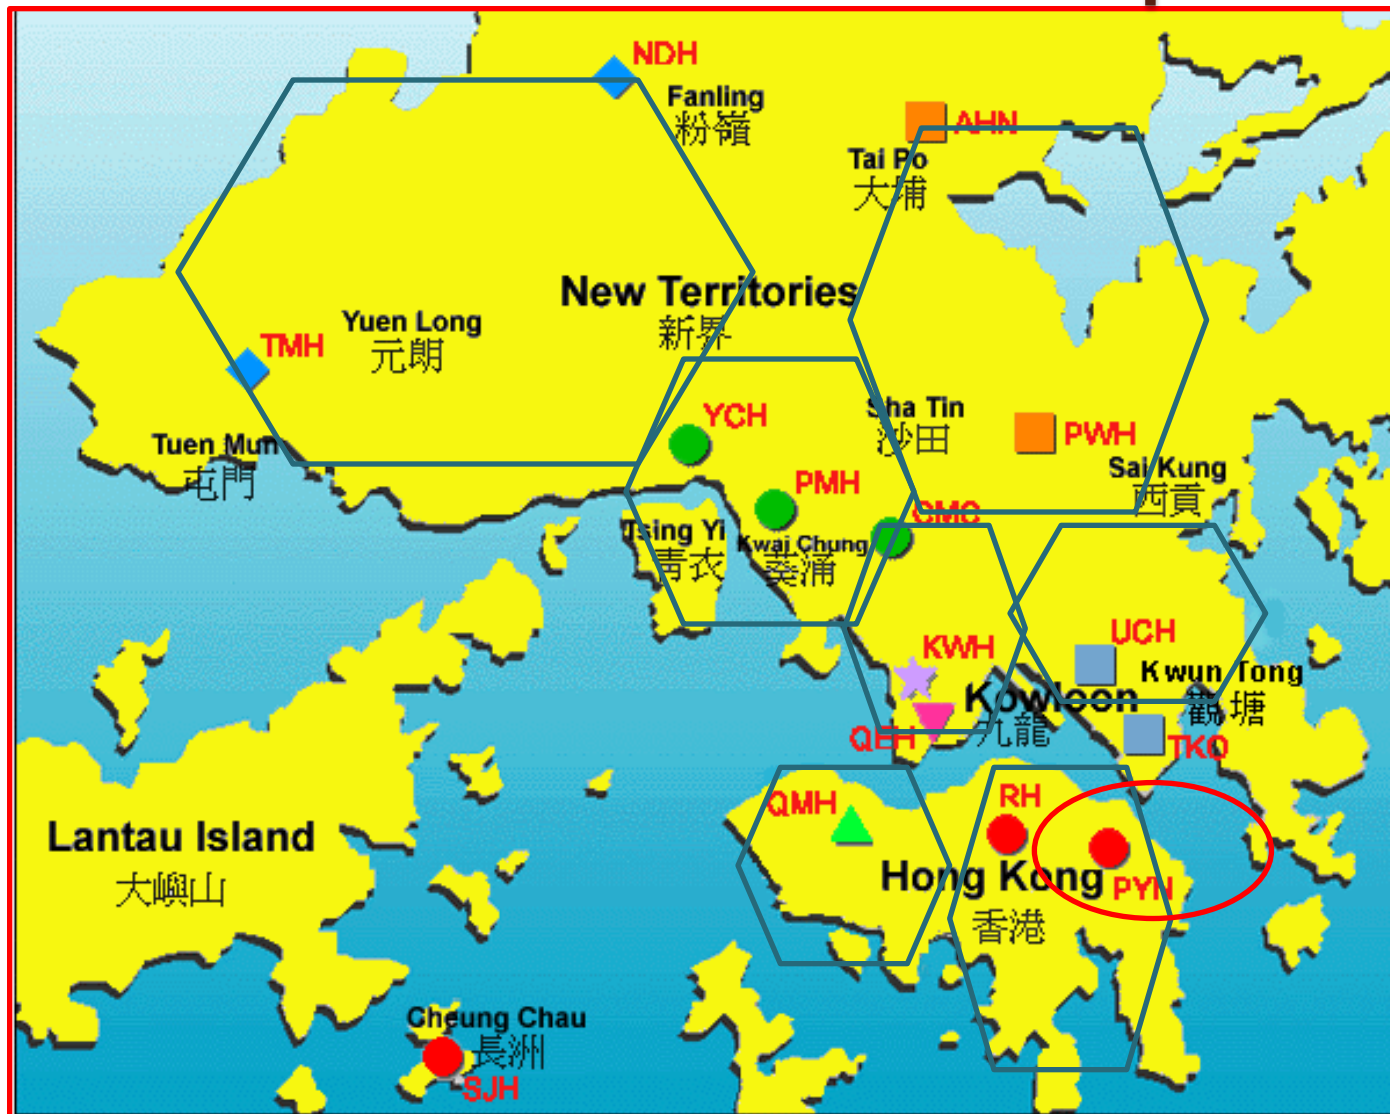 NDH
Fanling
粉嶺
AHN
Tai Po
大埔
New Territories
新界
Yuen Long
元朗
TMH
Tuen Mun
屯門
YCH
Sha Tin
沙田
PWH
Sai Kung
西貢
PMH
CMC
Tsing Yi
青衣
Kwai Chung
葵涌
KWH
UCH
Kwun Tong
觀塘
Kowloon
九龍
QEH
TKO
QMH
RH
Hong Kong
香港
PYN
Lantau Island
大嶼山
Cheung Chau
長洲
SJH